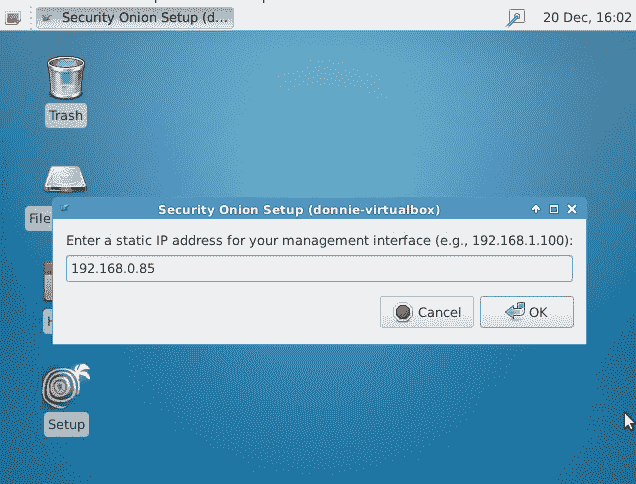 Security Onion Setup (d...
20 Dec, 16:02
Trash
File
Security Onion Setup (donnie-virtualbox)
Enter a static IP address for your management interface (e.g., 192.168.1.100):
192.168.0.85
Cancel
OK
H
Setup